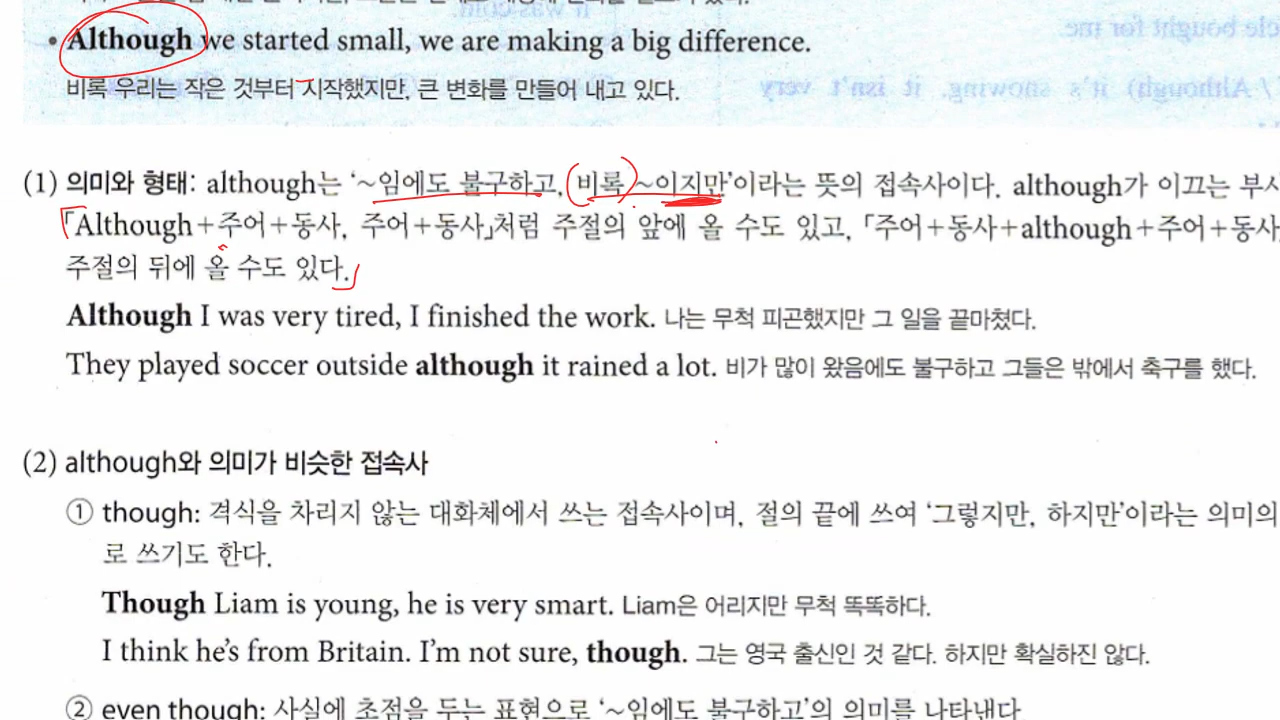 • Although we started small, we are making a big difference.
비록 우리는 작은 것부터 시작했지만, 큰 변화를 만들어 내고 있다.
(1) 의미와 형태: although는 ‘~임에도 불구하고, (비록) ~이지만’이라는 뜻의 접속사이다. although가 이끄는 부사
「Although+주어+동사, 주어+동사」처럼 주절의 앞에 올 수도 있고, 「주어+동사+although+주어+동사
주절의 뒤에 올 수도 있다.
Although I was very tired, I finished the work. 나는 무척 피곤했지만 그 일을 끝마쳤다.
They played soccer outside although it rained a lot. 비가 많이 왔음에도 불구하고 그들은 밖에서 축구를 했다.
(2) although와 의미가 비슷한 접속사
① though: 격식을 차리지 않는 대화체에서 쓰는 접속사이며, 절의 끝에 쓰여 ‘그렇지만, 하지만’이라는 의미의
로 쓰기도 한다.
Though Liam is young, he is very smart. Liam은 어리지만 무척 똑똑하다.
I think he’s from Britain. I’m not sure, though. 그는 영국 출신인 것 같다. 하지만 확실하진 않다.
② even though: 사실에 초점을 두는 표현으로 ‘~임에도 불구하고’의 의미를 나타낸다.